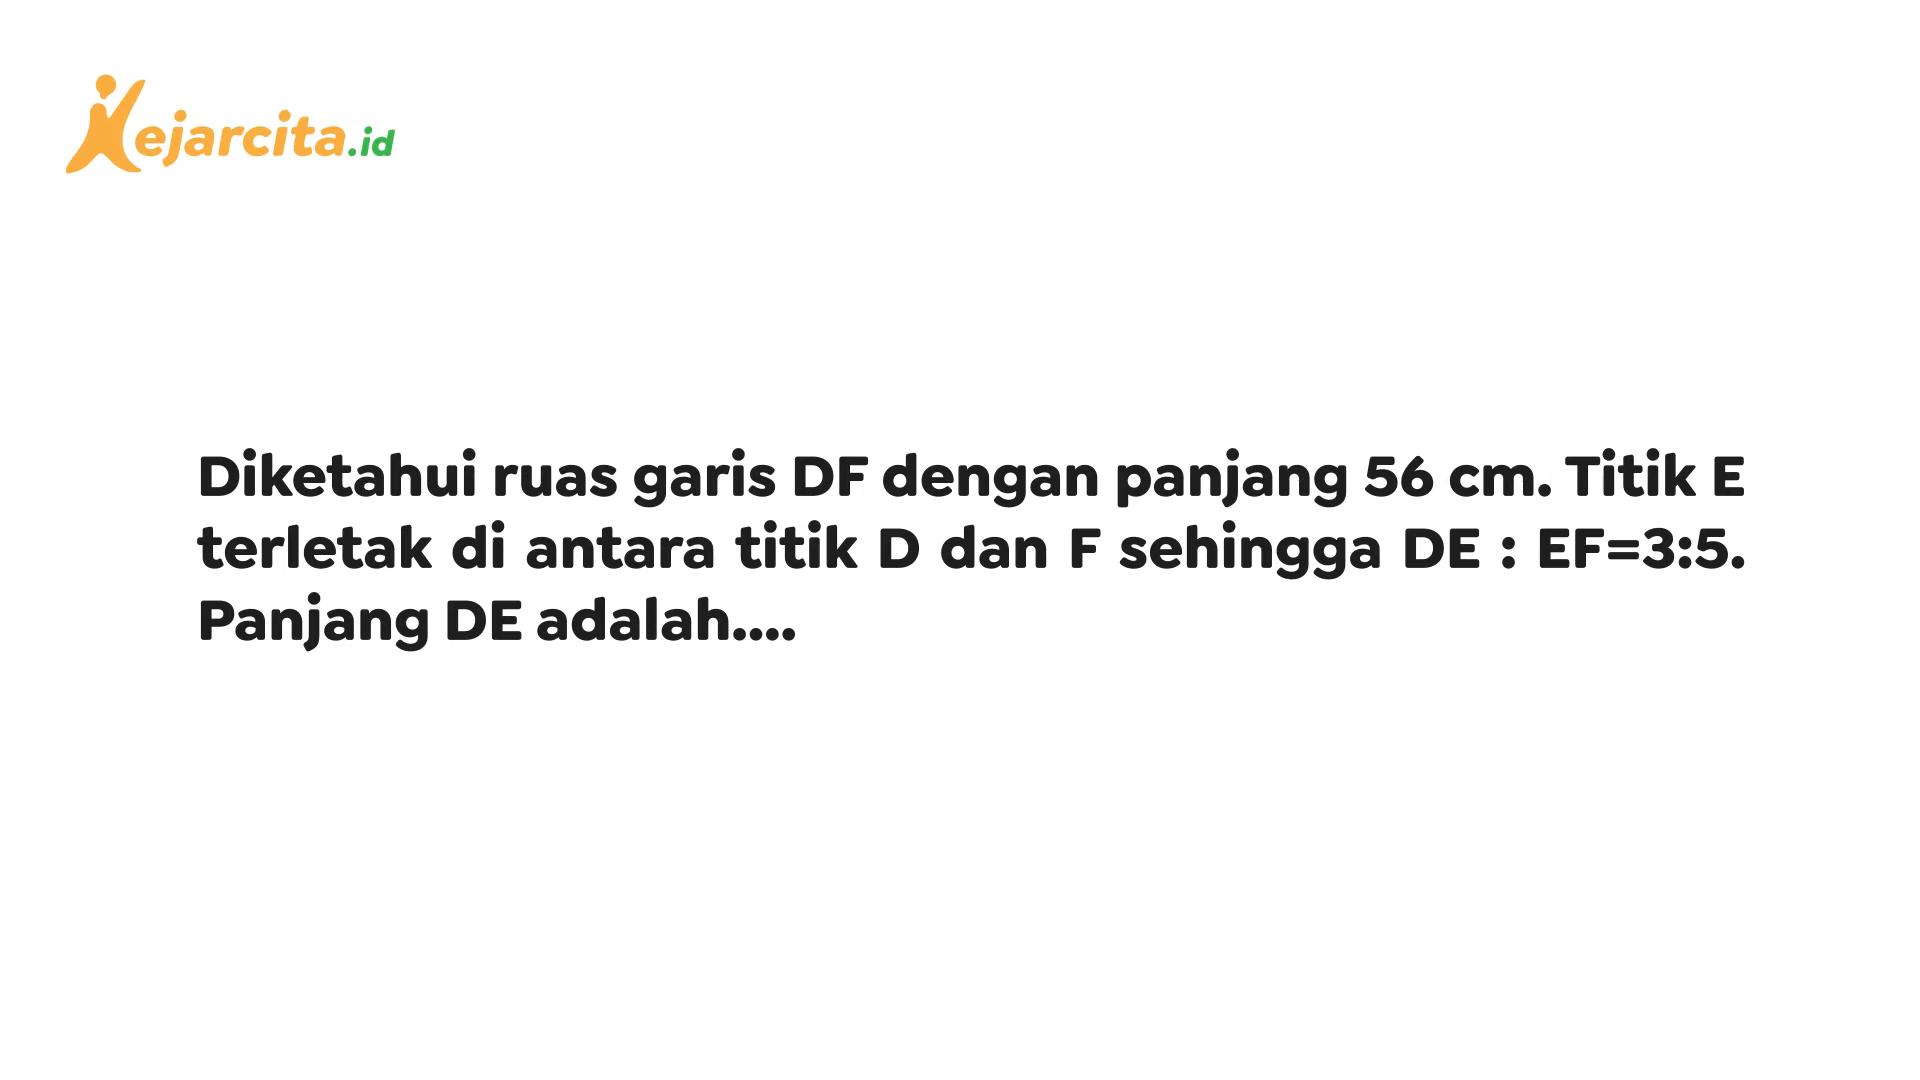 Kejarcita.id
Diketahui ruas garis DF dengan panjang 56 cm. Titik E
terletak di antara titik D dan F sehingga DE : EF=3:5.
Panjang DE adalah....